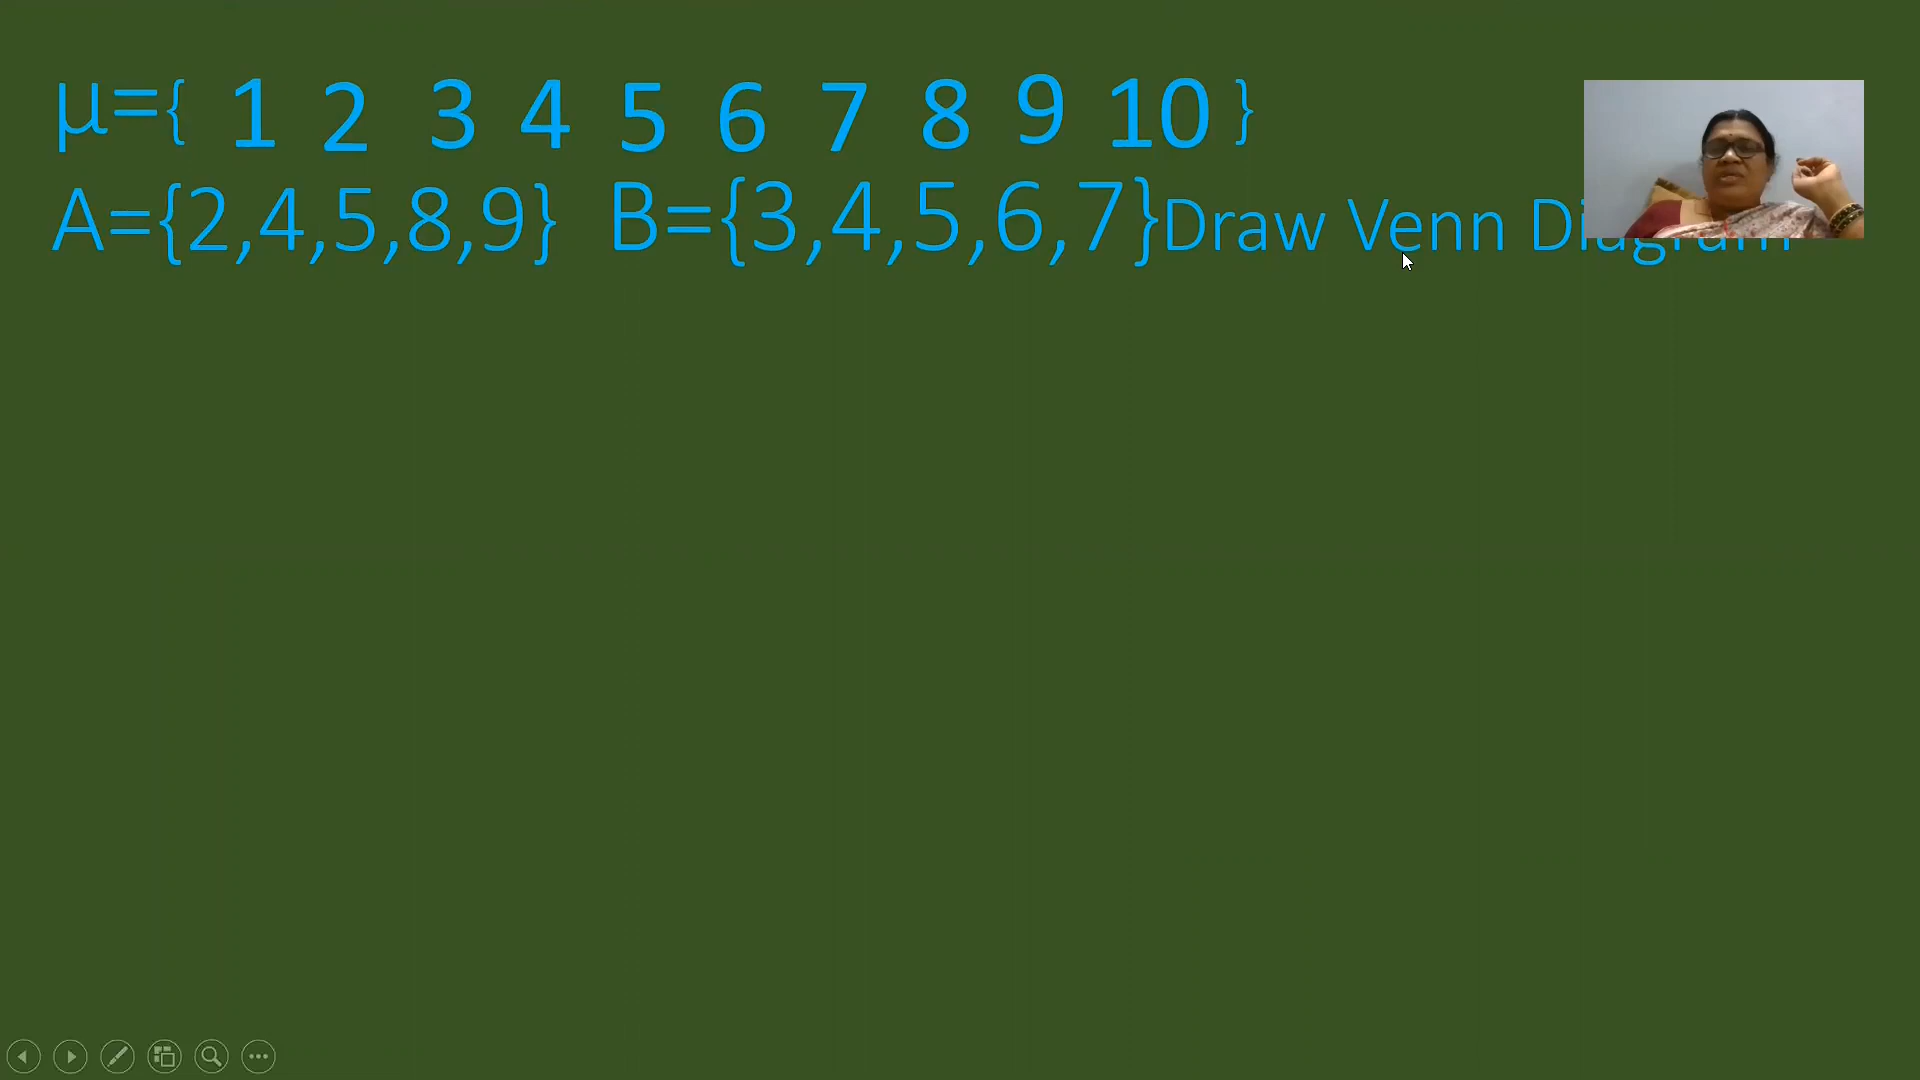 µ={ 1 2 3 4 5 6 7 8 9 10 }
A={2,4,5,8,9} B={3,4,5,6,7}Draw Venn Diagram